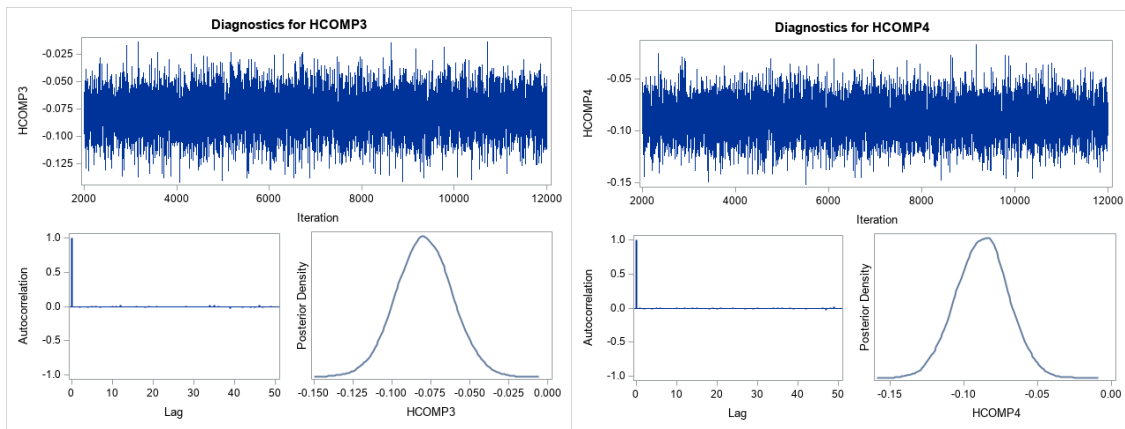 Diagnostics for HCOMP3
HCOMP3
-0.025
-0.050
-0.075
-0.100
-0.125
2000 4000 6000 8000 10000 12000
Iteration
Autocorrelation
1.0
0.5
0.0
-0.5
-1.0
0 10 20 30 40 50
Lag
Posterior Density
-0.150 -0.125 -0.100 -0.075 -0.050 -0.025 0.000
HCOMP3
Diagnostics for HCOMP4
HCOMP4
-0.05
-0.10
-0.15
2000 4000 6000 8000 10000 12000
Iteration
Autocorrelation
1.0
0.5
0.0
-0.5
-1.0
0 10 20 30 40 50
Lag
Posterior Density
-0.15 -0.10 -0.05 0.00
HCOMP4